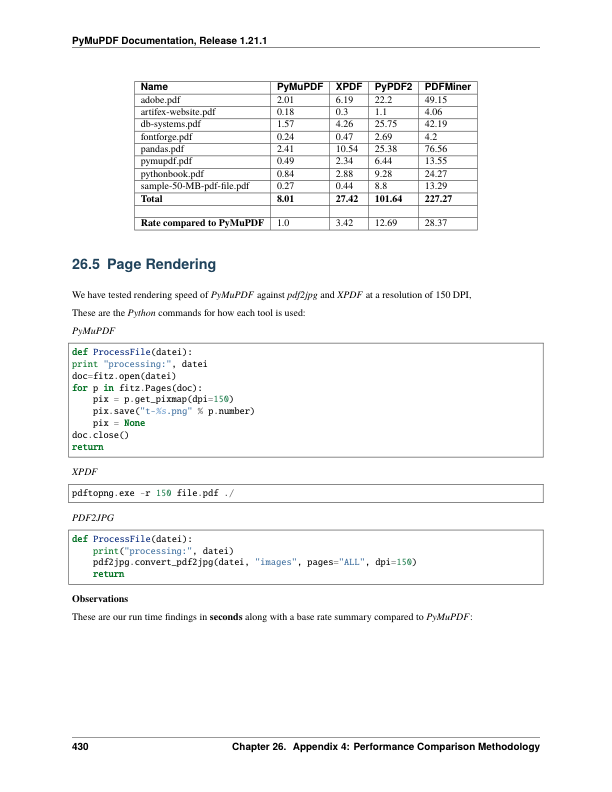 PyMuPDF Documentation, Release 1.21.1
Name PyMuPDF XPDF PyPDF2 PDFMiner
adobe.pdf 2.01 6.19 22.2 49.15
artifex-website.pdf 0.18 0.3 1.1 4.06
db-systems.pdf 1.57 4.26 25.75 42.19
fontforge.pdf 0.24 0.47 2.69 4.2
pandas.pdf 2.41 10.54 25.38 76.56
pymupdf.pdf 0.49 2.34 6.44 13.55
pythonbook.pdf 0.84 2.88 9.28 24.27
sample-50-MB-pdf-file.pdf 0.27 0.44 8.8 13.29
Total 8.01 27.42 101.64 227.27
Rate compared to PyMuPDF 1.0 3.42 12.69 28.37
26.5 Page Rendering
We have tested rendering speed of PyMuPDF against pdf2jpg and XPDF at a resolution of 150 DPI,
These are the Python commands for how each tool is used:
PyMuPDF
def ProcessFile(datei):
print "processing:", datei
doc=fitz.open(datei)
for p in fitz.Pages(doc):
    pix = p.get_pixmap(dpi=150)
    pix.save("t-%s.png" % p.number)
    pix = None
doc.close()
return
XPDF
pdftopng.exe -r 150 file.pdf ./
PDF2JPG
def ProcessFile(datei):
    print("processing:", datei)
    pdf2jpg.convert_pdf2jpg(datei, "images", pages="ALL", dpi=150)
    return
Observations
These are our run time findings in seconds along with a base rate summary compared to PyMuPDF:
430 Chapter 26. Appendix 4: Performance Comparison Methodology